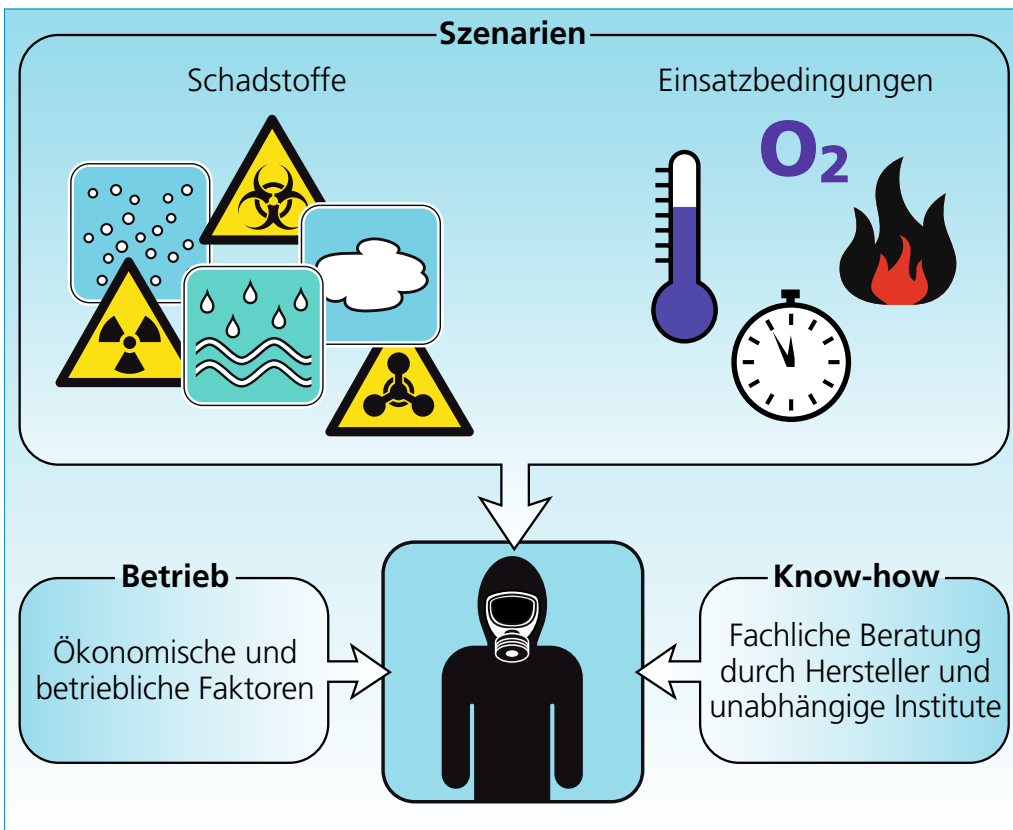 Szenarien
Schadstoffe
Einsatzbedingungen
O2
Betrieb
Ökonomische und
betriebliche Faktoren
Know-how
Fachliche Beratung
durch Hersteller und
unabhängige Institute